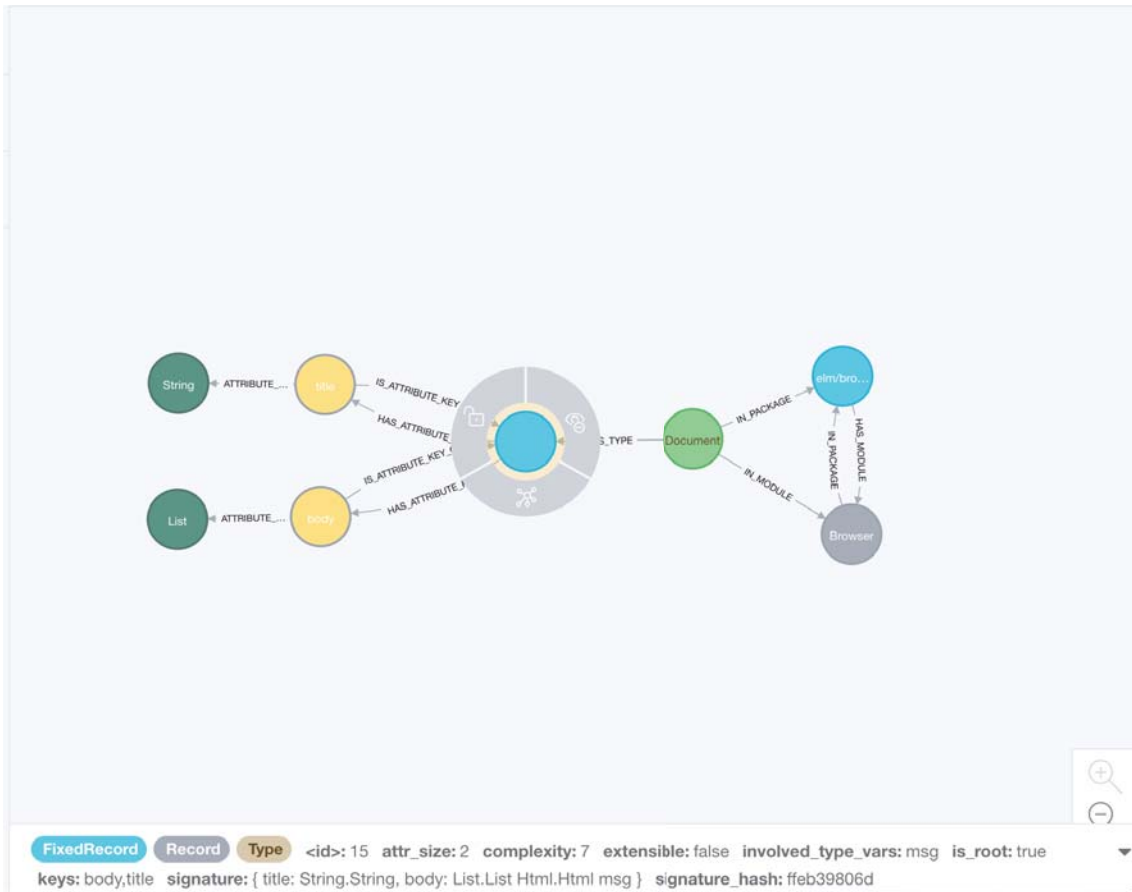 elm/bro...
String
ATTRIBUTE_...
title
IS_ATTRIBUTE_KEY
HAS_ATTRIBUTE_
IN_PACKAGE
S_TYPE
Document
IN_PACKAGE
HAS_MODULE
IS_ATTRIBUTE_KEY_
HAS_ATTRIBUTE_
IN_MODULE
List
ATTRIBUTE_...
body
Browser
FixedRecord Record Type <id>: 15 attr_size: 2 complexity: 7 extensible: false involved_type_vars: msg is_root: true
keys: body,title signature: { title: String.String, body: List.List Html.Html msg } signature_hash: ffeb39806d